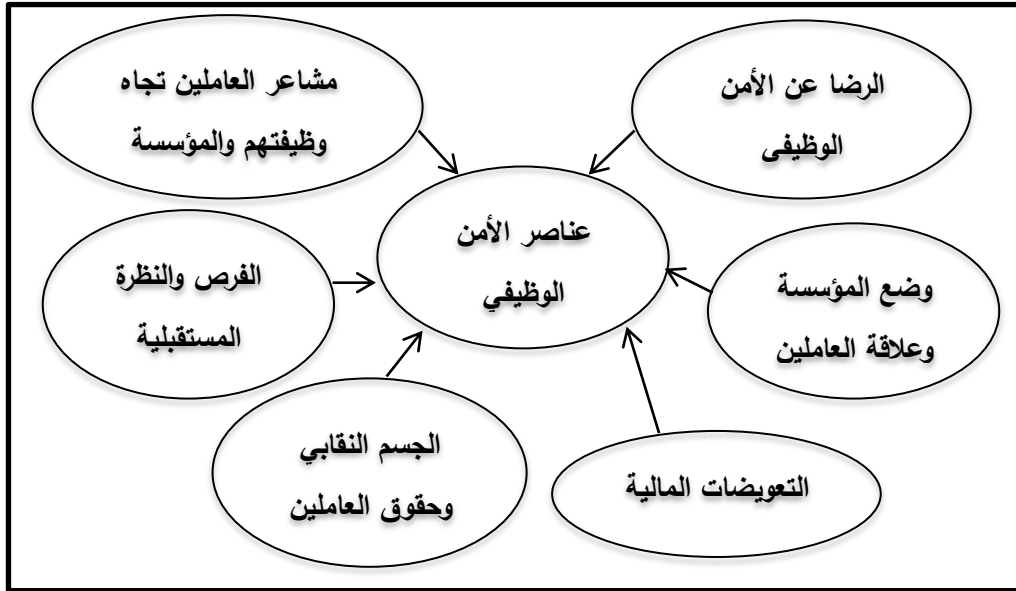 الرضا عن الأمن
الوظيفى
مشاعر العاملين تجاه
وظيفتهم والمؤسسة
عناصر الأمن
الوظيفي
وضع المؤسسة
وعلاقة العاملين
الفرص والنظرة
المستقبلية
التعويضات المالية
الجسم النقابي
وحقوق العاملين